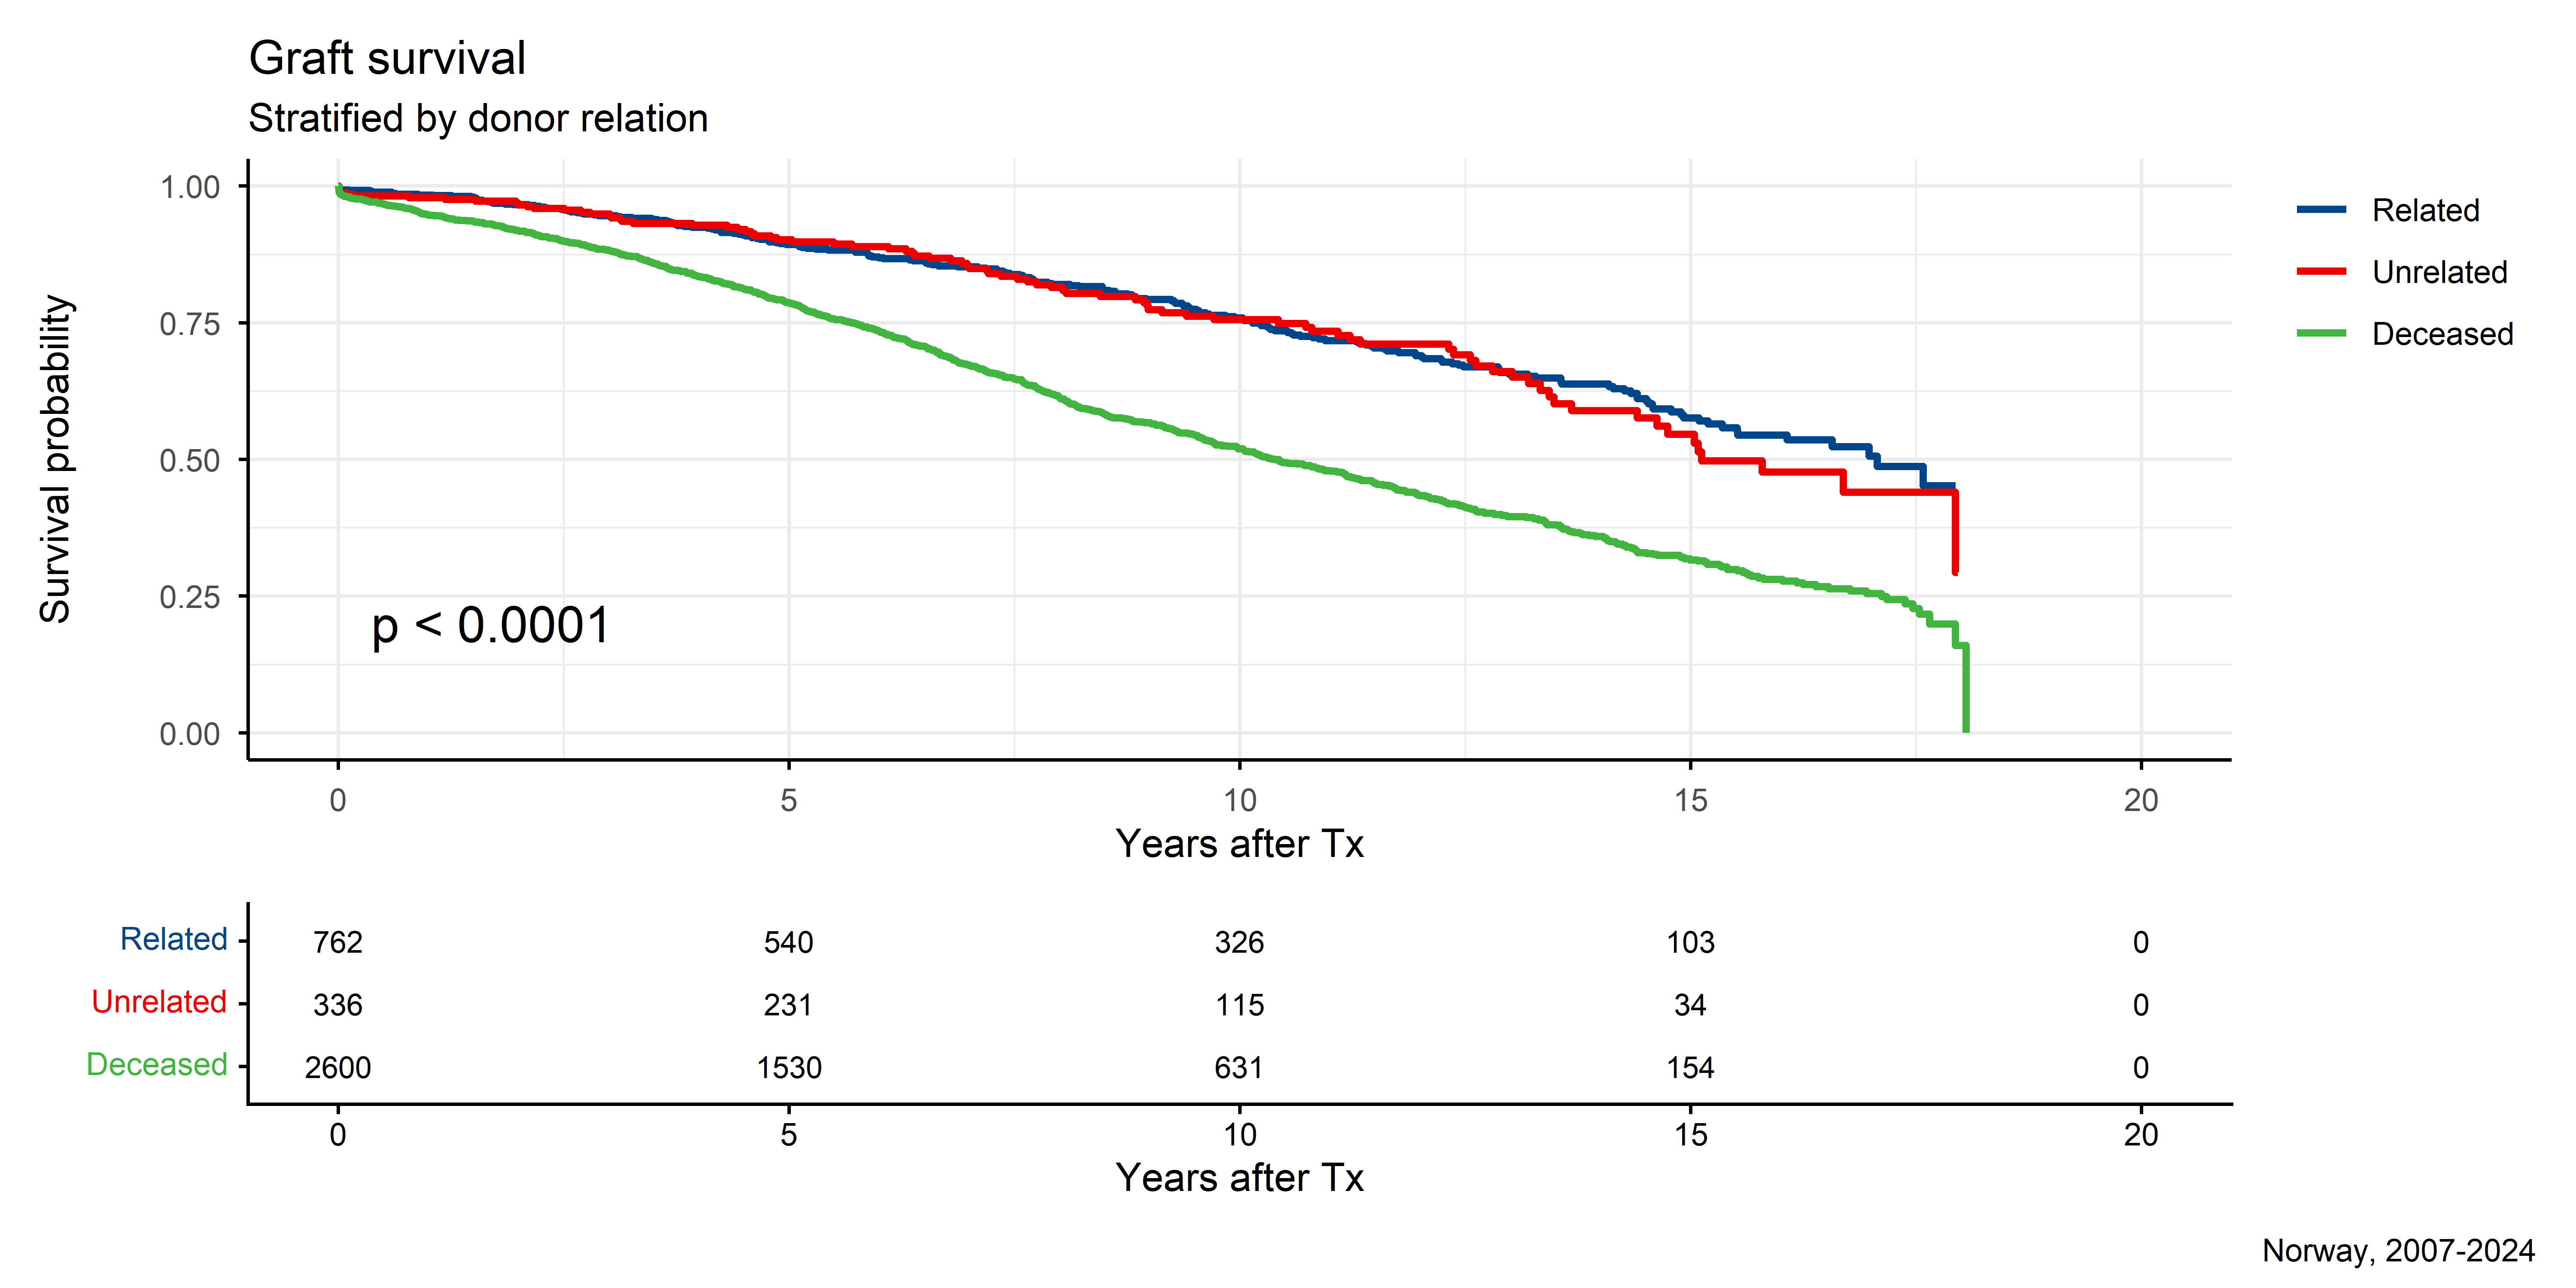 Graft survival
Stratified by donor relation
Survival probability
1.00
0.75
0.50
0.25
0.00
p < 0.0001
Related
Unrelated
Deceased
0 5 10 15 20
Years after Tx
Related 762 540 326 103 0
Unrelated 336 231 115 34 0
Deceased 2600 1530 631 154 0
0 5 10 15 20
Years after Tx
Norway, 2007-2024